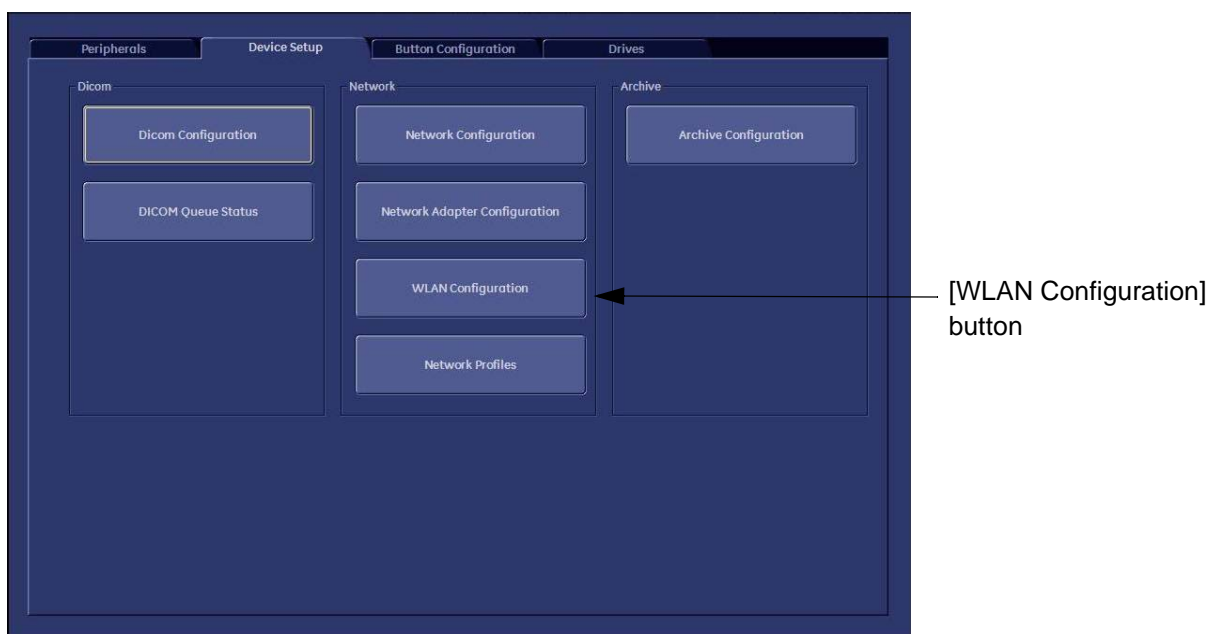 Peripherals Device Setup Button Configuration Drives
Dicom Network Archive
Dicom Configuration Network Configuration Archive Configuration
DICOM Queue Status Network Adapter Configuration
WLAN Configuration
Network Profiles
[WLAN Configuration]
button